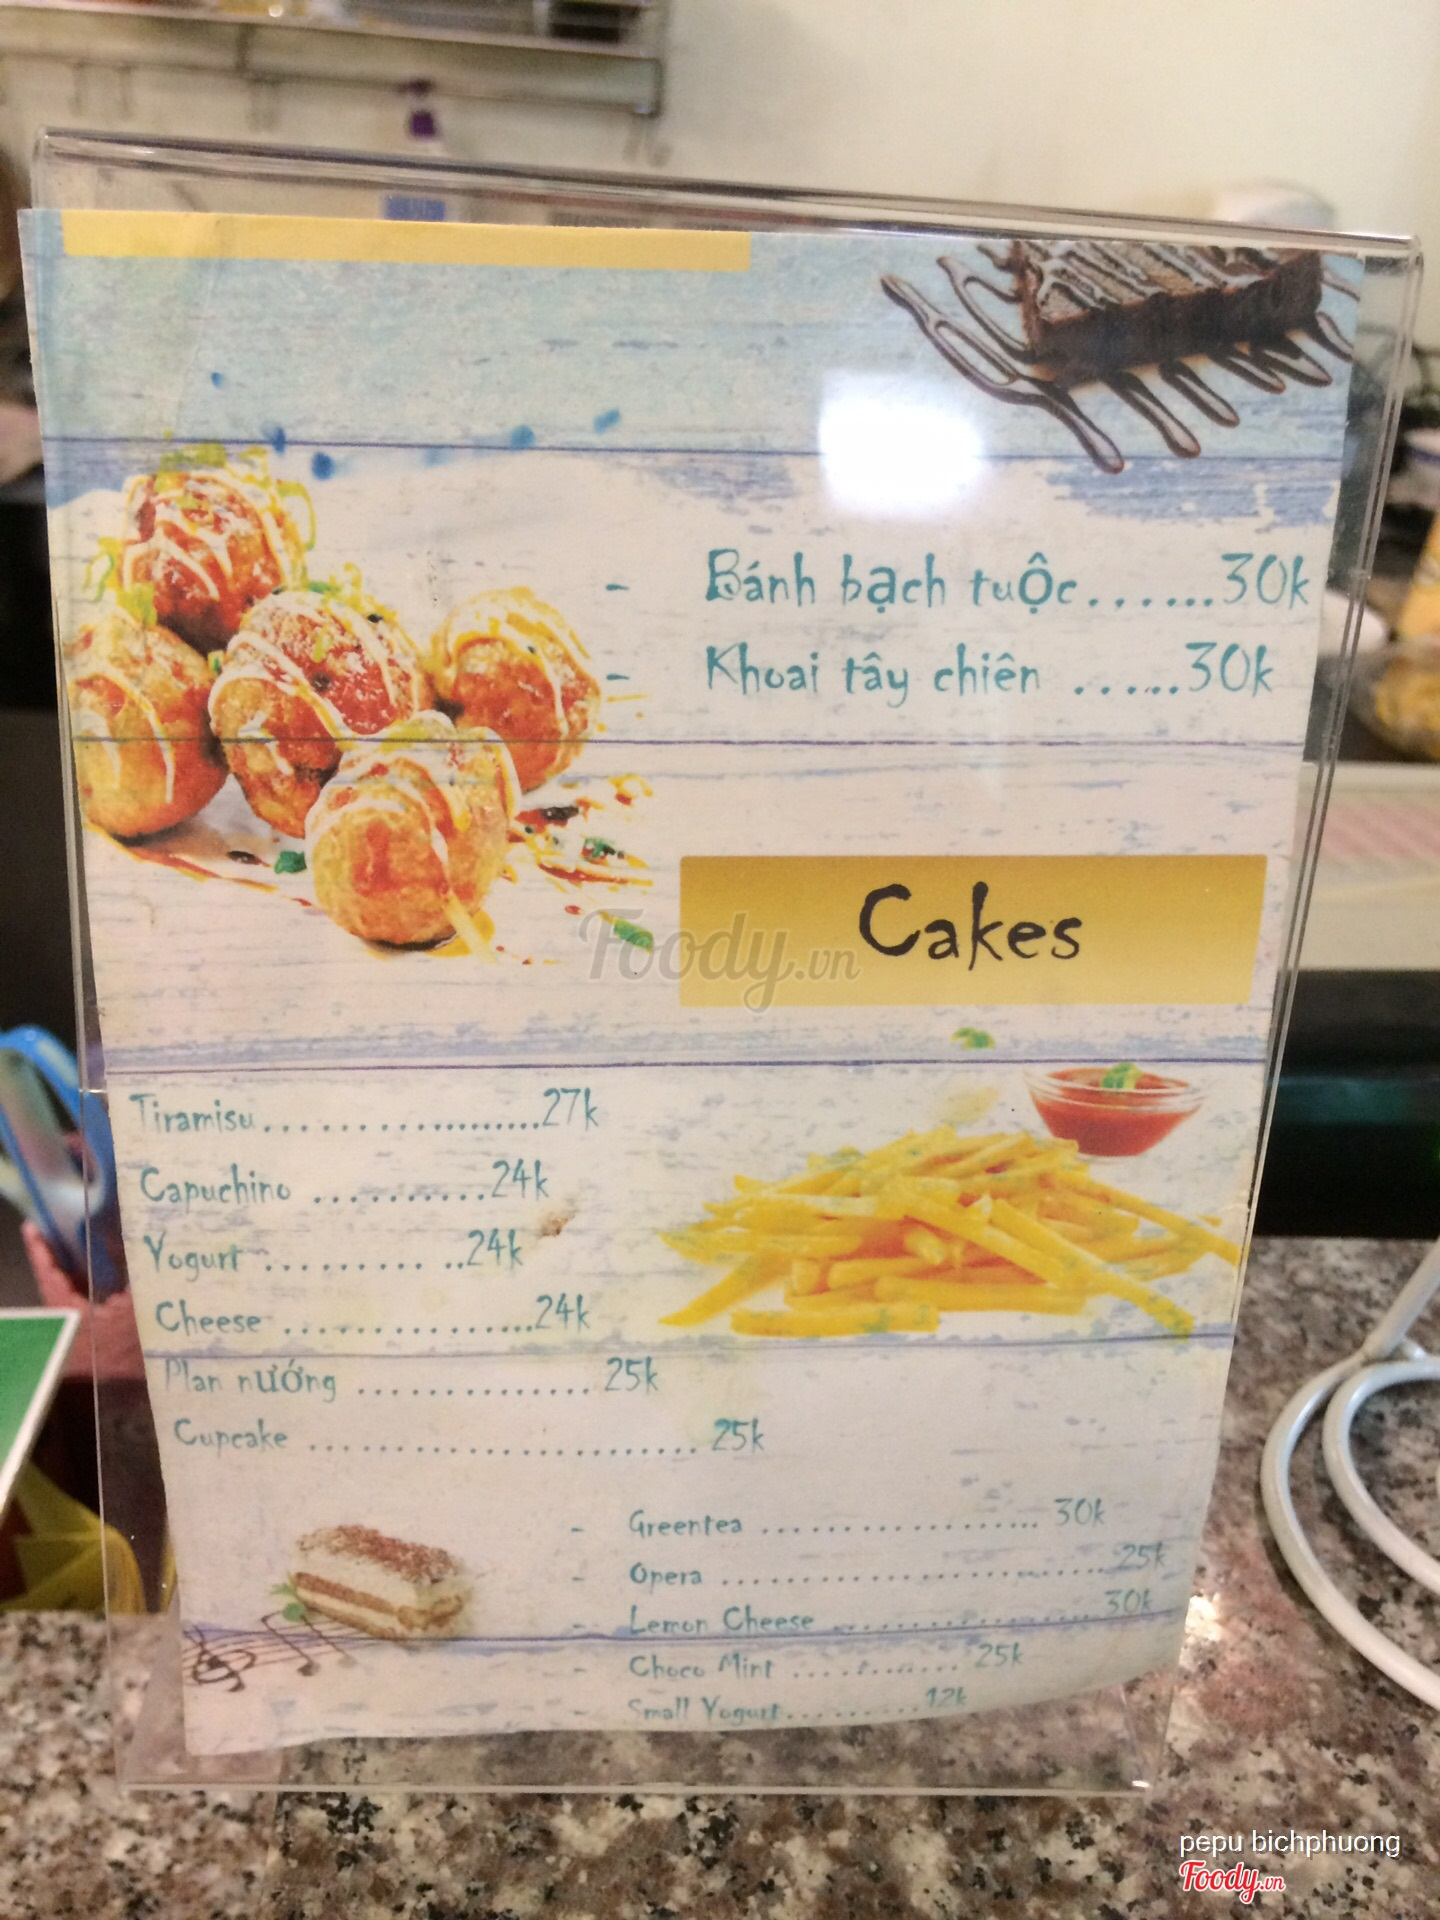 - Bánh bạch tuộc.........30k
- Khoai tây chiên ......30k
Cakes
Foody.vn
Tiramisu...................27k
Capuchino ..........24k
Yogurt ......... ..24k
Cheese ................24k
Plan nướng .............. 25k
Cupcake ....................... 25k
- Greentea .................... 30k
- Opera ........................25k
- Lemon Cheese ................30k
- Choco Mint ............ 25k
- Small Yogurt..........12k
pepu bichphuong
Foody.vn